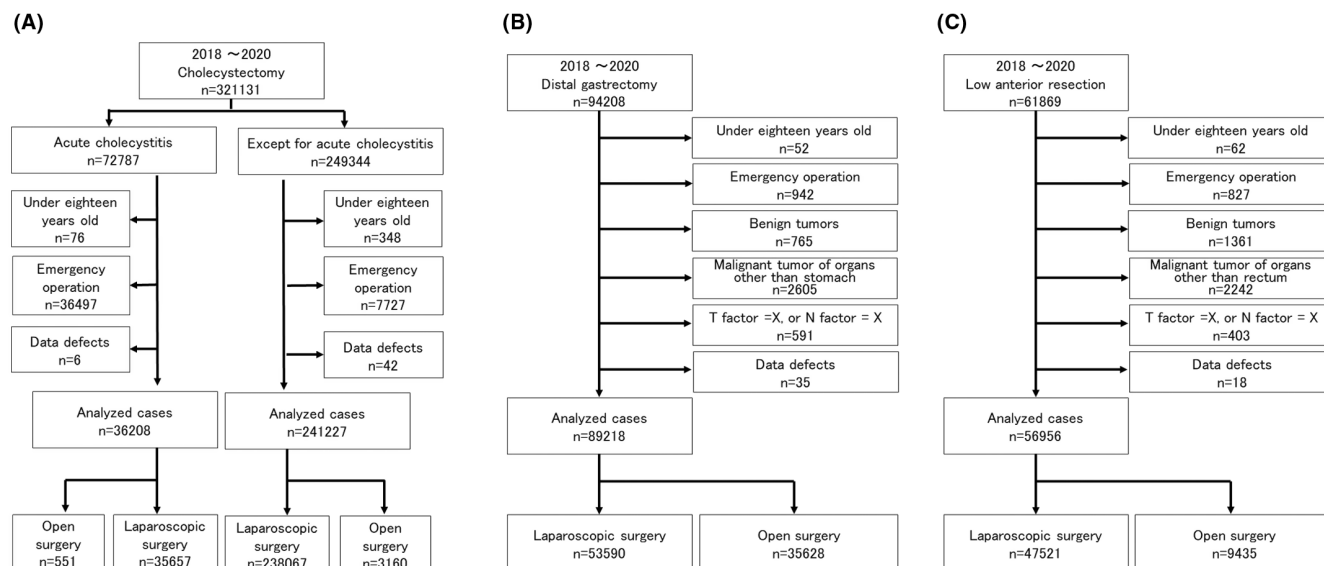 (A)
2018 ～2020
Cholecystectomy
n=321131
Acute cholecystitis
n=72787
Except for acute cholecystitis
n=249344
Under eighteen
years old
n=76
Under eighteen
years old
n=348
Emergency
operation
n=36497
Emergency
operation
n=7727
Data defects
n=6
Data defects
n=42
Analyzed cases
n=36208
Analyzed cases
n=241227
Open
surgery
n=551
Laparoscopic
surgery
n=35657
Laparoscopic
surgery
n=238067
Open
surgery
n=3160
(B)
2018 ～2020
Distal gastrectomy
n=94208
Under eighteen years old
n=52
Emergency operation
n=942
Benign tumors
n=765
Malignant tumor of organs
other than stomach
n=2605
T factor =X, or N factor = X
n=591
Data defects
n=35
Analyzed cases
n=89218
Laparoscopic surgery
n=53590
Open surgery
n=35628
(C)
2018 ～2020
Low anterior resection
n=61869
Under eighteen years old
n=62
Emergency operation
n=827
Benign tumors
n=1361
Malignant tumor of organs
other than rectum
n=2242
T factor =X, or N factor = X
n=403
Data defects
n=18
Analyzed cases
n=56956
Laparoscopic surgery
n=47521
Open surgery
n=9435